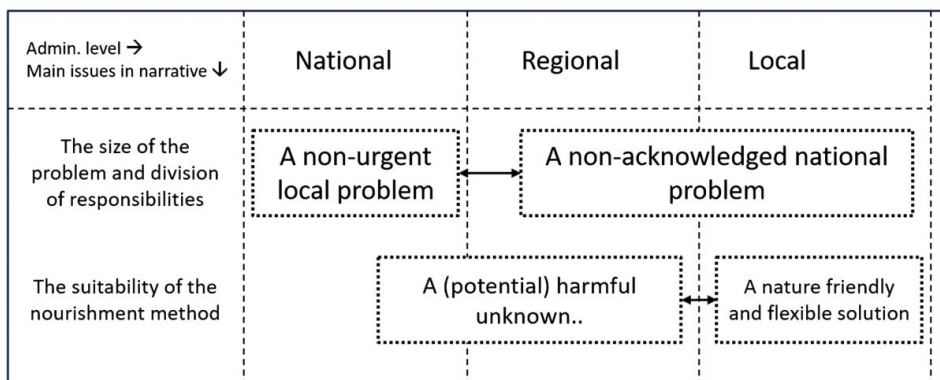 Admin. level →
Main issues in narrative ↓
National
Regional
Local
The size of the
problem and division
of responsibilities
A non-urgent
local problem
A non-acknowledged national
problem
The suitability of the
nourishment method
A (potential) harmful
unknown..
A nature friendly
and flexible solution